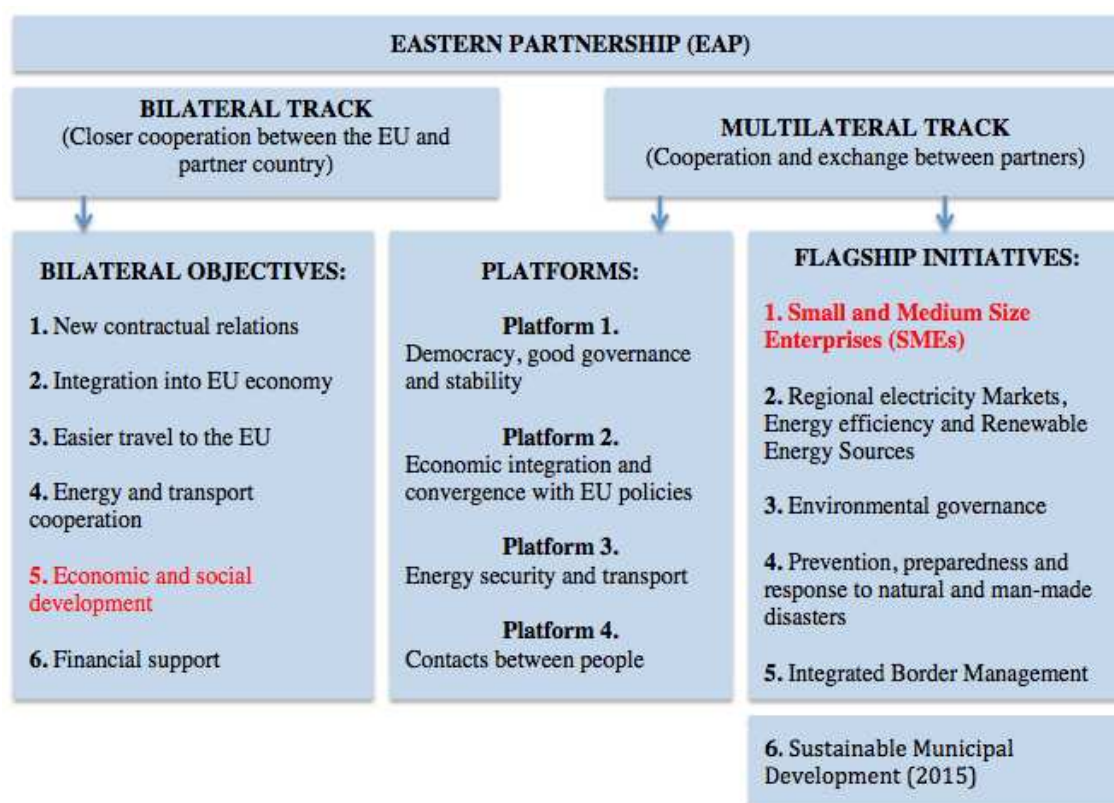 EASTERN PARTNERSHIP (EAP)
BILATERAL TRACK
(Closer cooperation between the EU and
partner country)
MULTILATERAL TRACK
(Cooperation and exchange between partners)
BILATERAL OBJECTIVES:
1. New contractual relations
2. Integration into EU economy
3. Easier travel to the EU
4. Energy and transport
cooperation
5. Economic and social
development
6. Financial support
PLATFORMS:
Platform 1.
Democracy, good governance
and stability
Platform 2.
Economic integration and
convergence with EU policies
Platform 3.
Energy security and transport
Platform 4.
Contacts between people
FLAGSHIP INITIATIVES:
1. Small and Medium Size
Enterprises (SMEs)
2. Regional electricity Markets,
Energy efficiency and Renewable
Energy Sources
3. Environmental governance
4. Prevention, preparedness and
response to natural and man-made
disasters
5. Integrated Border Management
6. Sustainable Municipal
Development (2015)